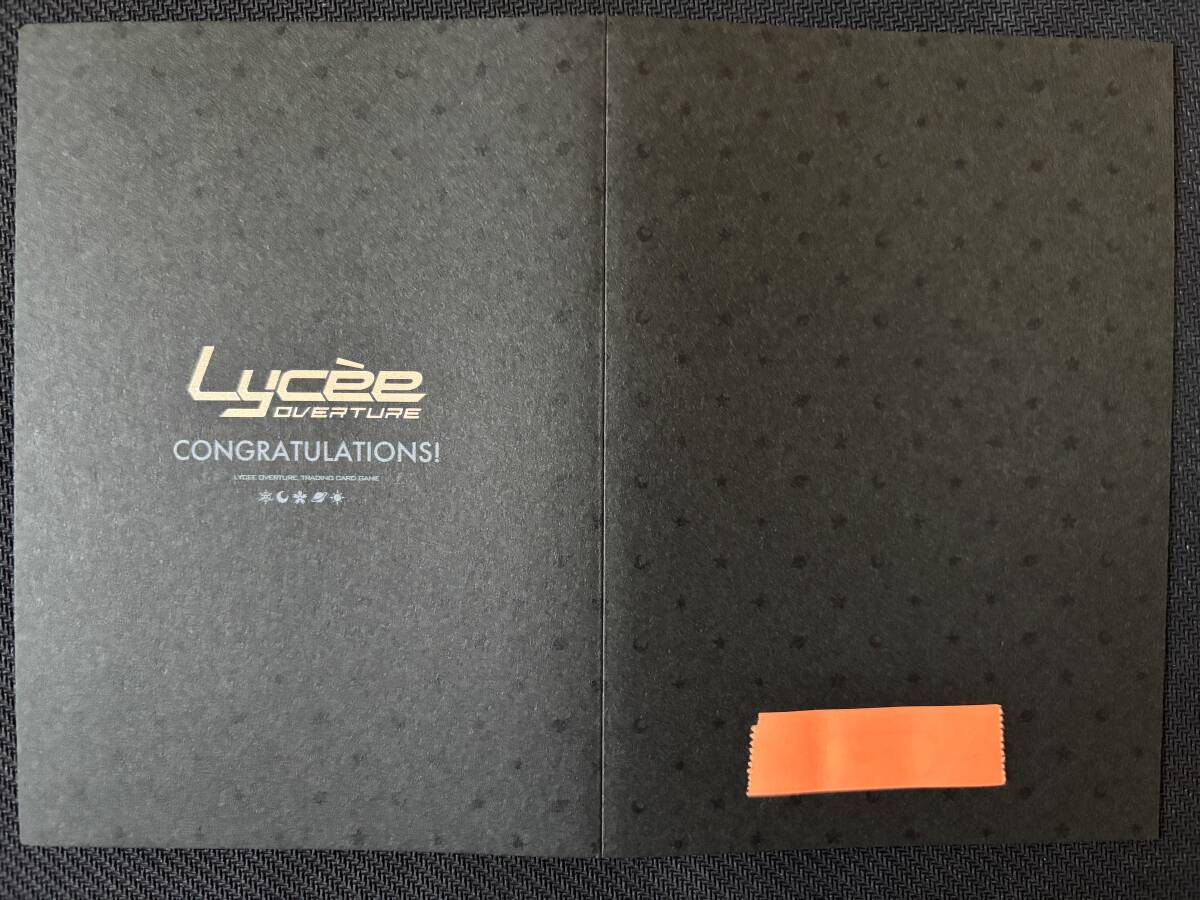 Lycèe
OVERTURE
CONGRATULATIONS!
LYCEE OVERTURE TRADING CARD GAME